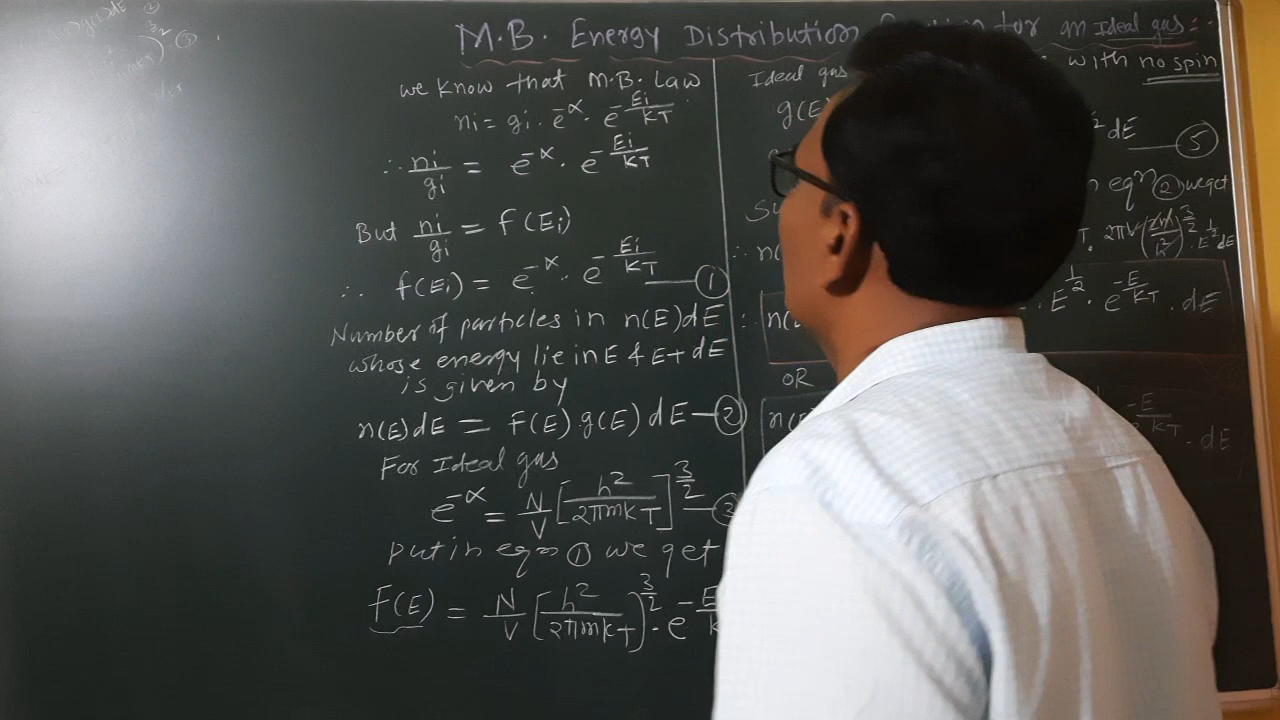 M.B. Energy Distribution for an Ideal gas:-
we know that M.B. Law
ni = gi . e^-α . e^-Ei/KT
∴ ni/gi = e^-α . e^-Ei/KT
But ni/gi = f(Ei)
∴ f(Ei) = e^-α . e^-Ei/KT —①
Number of particles in n(E)dE
whose energy lie in E & E+dE
is given by
n(E)dE = f(E).g(E)dE —②
For Ideal gas
e^-α = N/V [h²/2πmkT]^3/2 —③
put in eqn ① we get
F(E) = N/V [h²/2πmkT)^3/2 . e^-E/
Ideal gas with no spin
g(E
dE —⑤
eqn ② we get
∴ n(
. 2πV(2m/h²)^3/2 . E^1/2 dE
∴ n( . E^1/2 . e^-E/KT . dE
OR
n(E e^-E/KT . dE